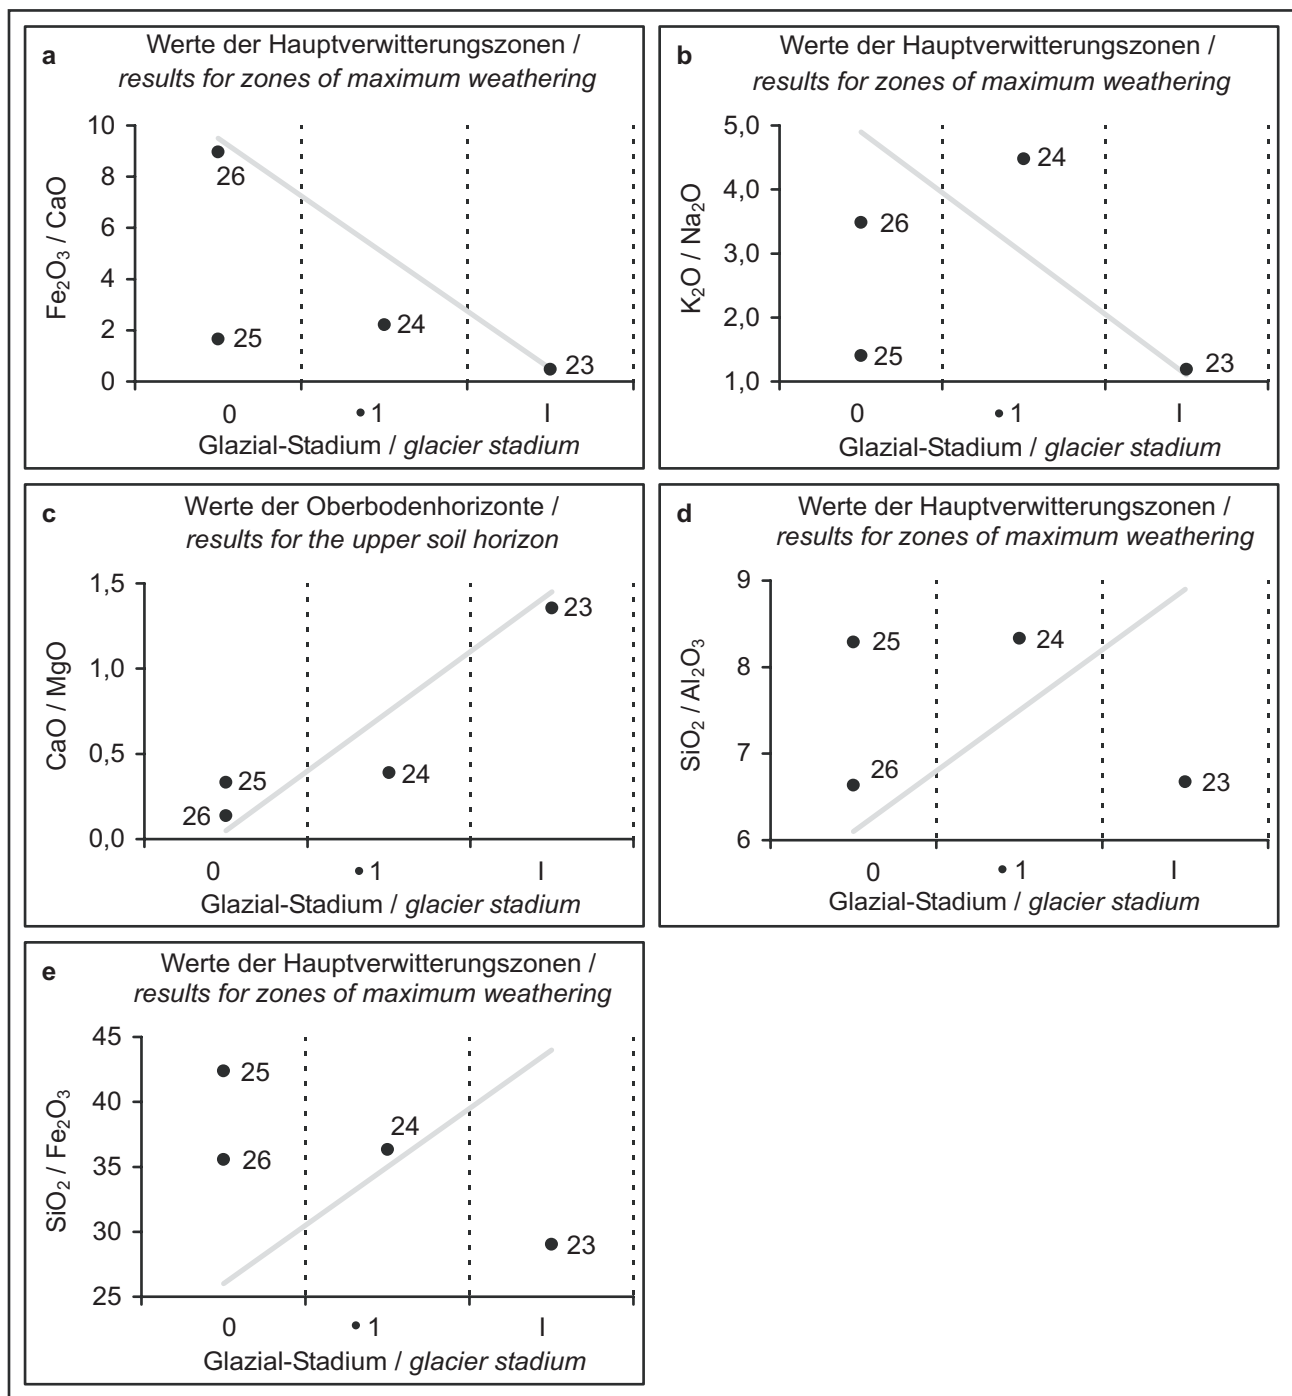 a
Werte der Hauptverwitterungszonen /
results for zones of maximum weathering
10
8
6
4
2
0
Fe₂O₃ / CaO
26
25
24
23
0 •1 I
Glazial-Stadium / glacier stadium
b
Werte der Hauptverwitterungszonen /
results for zones of maximum weathering
5,0
4,0
3,0
2,0
1,0
K₂O / Na₂O
24
26
25
23
0 •1 I
Glazial-Stadium / glacier stadium
c
Werte der Oberbodenhorizonte /
results for the upper soil horizon
1,5
1,0
0,5
0,0
CaO / MgO
23
25
24
26
0 •1 I
Glazial-Stadium / glacier stadium
d
Werte der Hauptverwitterungszonen /
results for zones of maximum weathering
9
8
7
6
SiO₂ / Al₂O₃
25
24
26
23
0 •1 I
Glazial-Stadium / glacier stadium
e
Werte der Hauptverwitterungszonen /
results for zones of maximum weathering
45
40
35
30
25
SiO₂ / Fe₂O₃
25
24
26
23
0 •1 I
Glazial-Stadium / glacier stadium